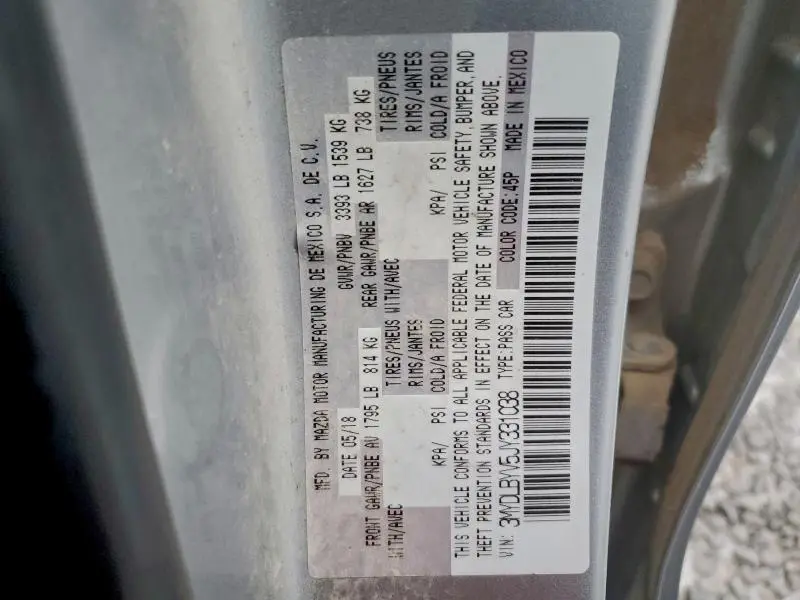 MFD. BY MAZDA MOTOR MANUFACTURING DE MEXICO S.A. DE C.V.
DATE 05/18 GVWR/PNBV 3393 LB 1539 KG
FRONT GAWR/PNBE AV 1795 LB 814 KG REAR GAWR/PNBE AR 1627 LB 738 KG
WITH/AVEC TIRES/PNEUS WITH/AVEC TIRES/PNEUS
RIMS/JANTES RIMS/JANTES
KPA/ PSI COLD/A FROID KPA/ PSI COLD/A FROID
THIS VEHICLE CONFORMS TO ALL APPLICABLE FEDERAL MOTOR VEHICLE SAFETY, BUMPER, AND
THEFT PREVENTION STANDARDS IN EFFECT ON THE DATE OF MANUFACTURE SHOWN ABOVE.
VIN: 3MYDLBYV5JY331038 TYPE:PASS CAR COLOR CODE:45P MADE IN MEXICO